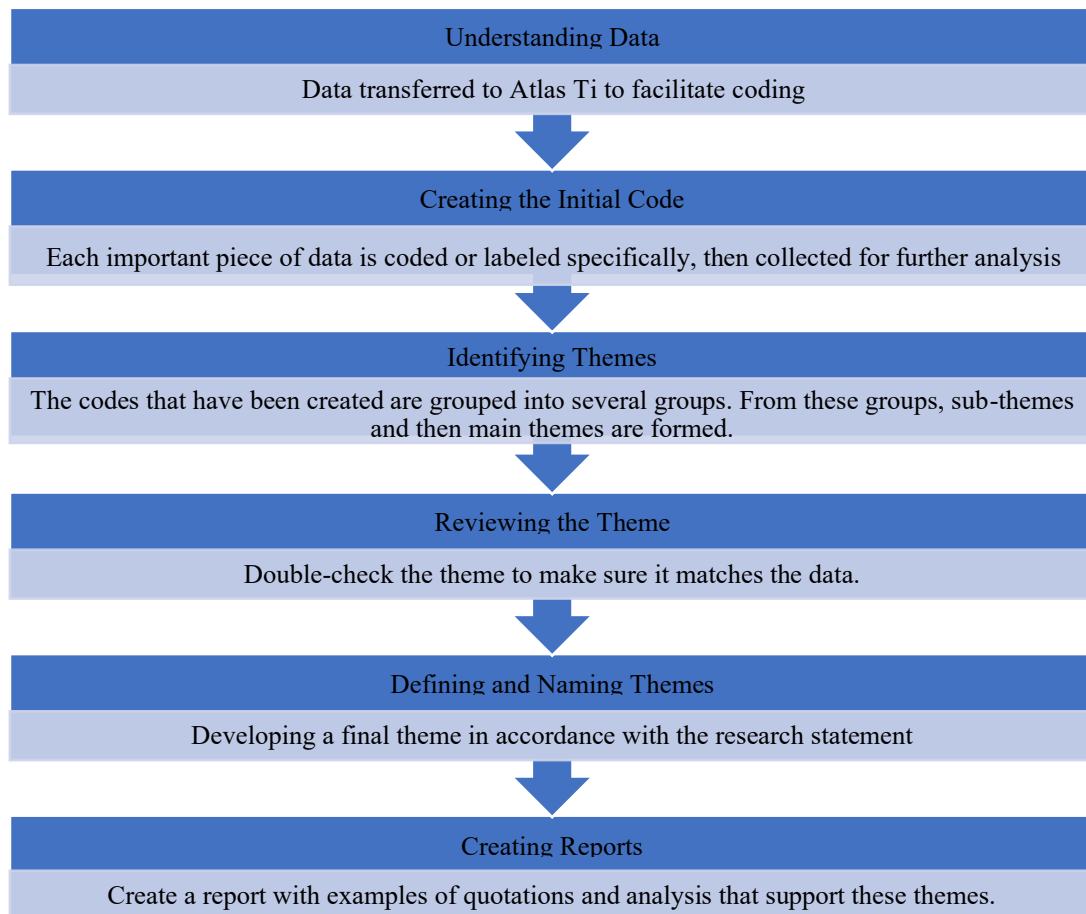 Understanding Data
Data transferred to Atlas Ti to facilitate coding
Creating the Initial Code
Each important piece of data is coded or labeled specifically, then collected for further analysis
Identifying Themes
The codes that have been created are grouped into several groups. From these groups, sub-themes
and then main themes are formed.
Reviewing the Theme
Double-check the theme to make sure it matches the data.
Defining and Naming Themes
Developing a final theme in accordance with the research statement
Creating Reports
Create a report with examples of quotations and analysis that support these themes.